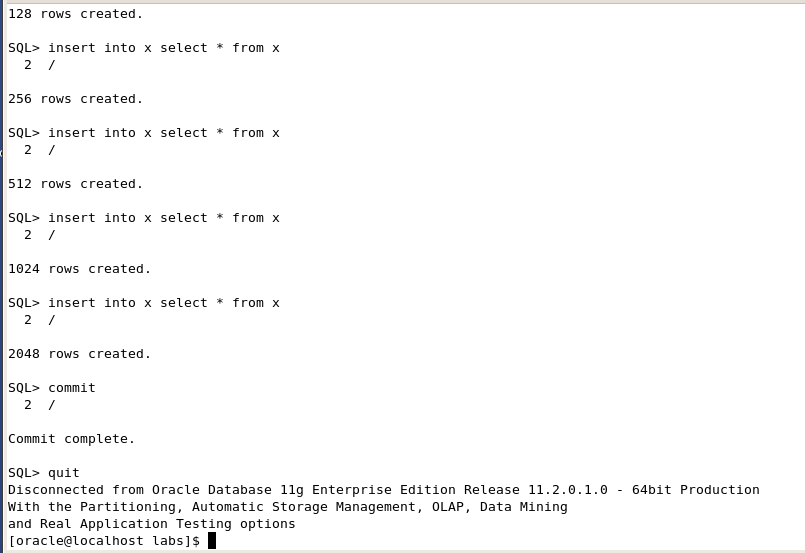 128 rows created.
SQL> insert into x select * from x
  2  /
256 rows created.
SQL> insert into x select * from x
  2  /
512 rows created.
SQL> insert into x select * from x
  2  /
1024 rows created.
SQL> insert into x select * from x
  2  /
2048 rows created.
SQL> commit
  2  /
Commit complete.
SQL> quit
Disconnected from Oracle Database 11g Enterprise Edition Release 11.2.0.1.0 - 64bit Production
With the Partitioning, Automatic Storage Management, OLAP, Data Mining
and Real Application Testing options
[oracle@localhost labs]$